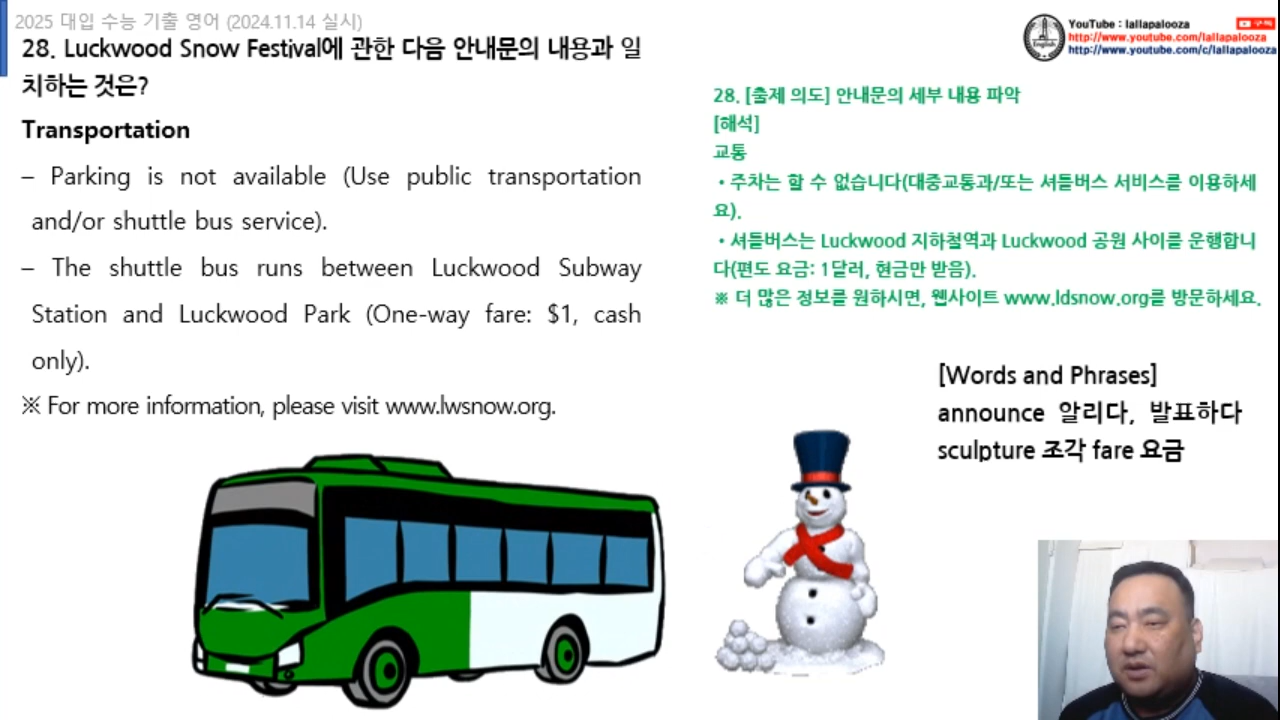 2025 대입 수능 기출 영어 (2024.11.14 실시)
28. Luckwood Snow Festival에 관한 다음 안내문의 내용과 일
치하는 것은?
Transportation
– Parking is not available (Use public transportation
and/or shuttle bus service).
– The shuttle bus runs between Luckwood Subway
Station and Luckwood Park (One-way fare: $1, cash
only).
※ For more information, please visit www.lwsnow.org.
YouTube : lallapalooza
구독
http://www.youtube.com/lallapalooza
http://www.youtube.com/c/lallapalooza
English
28. [출제 의도] 안내문의 세부 내용 파악
[해석]
교통
・주차는 할 수 없습니다(대중교통과/또는 셔틀버스 서비스를 이용하세
요).
・셔틀버스는 Luckwood 지하철역과 Luckwood 공원 사이를 운행합니
다(편도 요금: 1달러, 현금만 받음).
※ 더 많은 정보를 원하시면, 웹사이트 www.ldsnow.org를 방문하세요.
[Words and Phrases]
announce 알리다, 발표하다
sculpture 조각 fare 요금